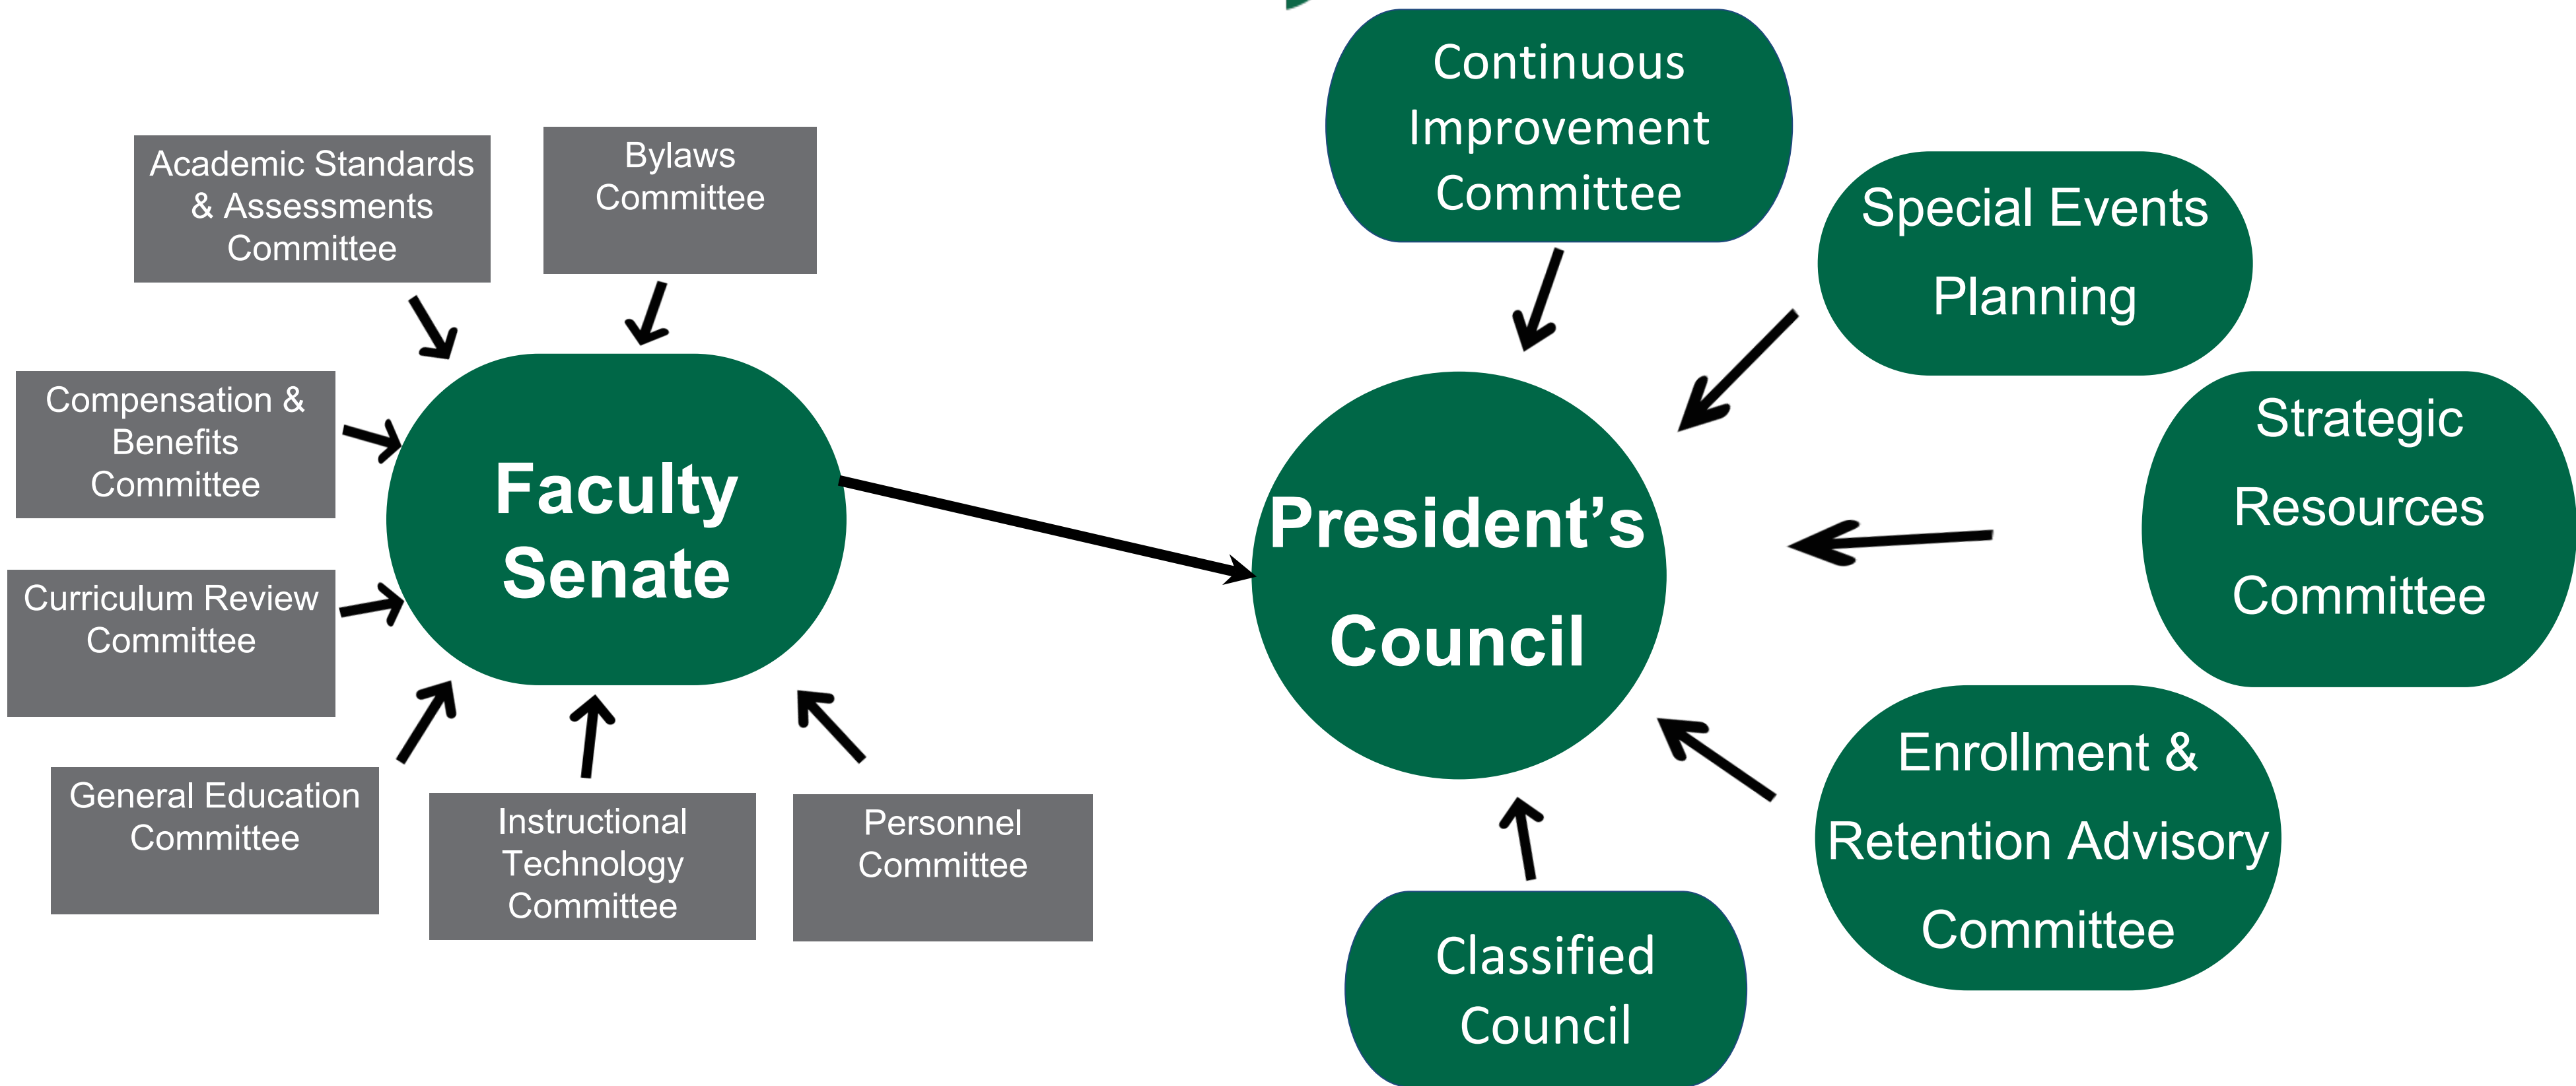 Academic Standards
& Assessments
Committee
Bylaws
Committee
Compensation &
Benefits
Committee
Curriculum Review
Committee
General Education
Committee
Instructional
Technology
Committee
Personnel
Committee
Faculty
Senate
President’s
Council
Continuous
Improvement
Committee
Special Events
Planning
Strategic
Resources
Committee
Enrollment &
Retention Advisory
Committee
Classified
Council